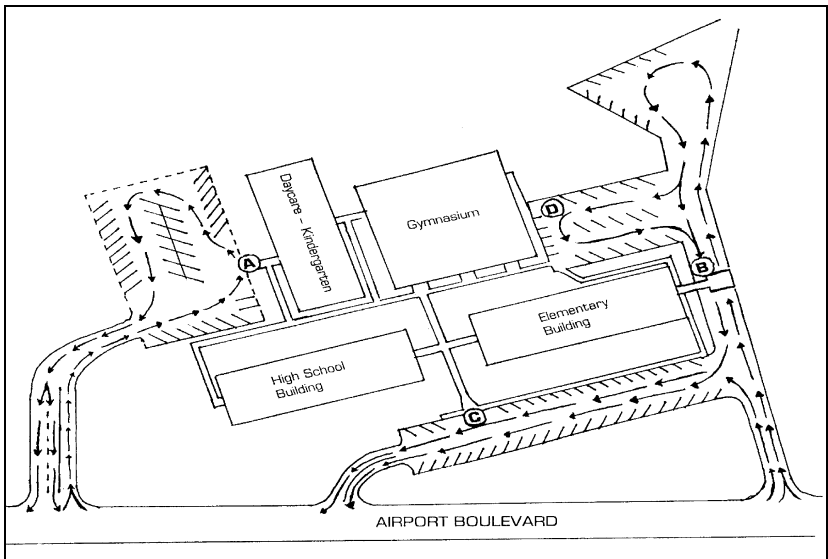 Daycare - Kindergarten
Gymnasium
D
A
B
Elementary
Building
High School
Building
C
AIRPORT BOULEVARD